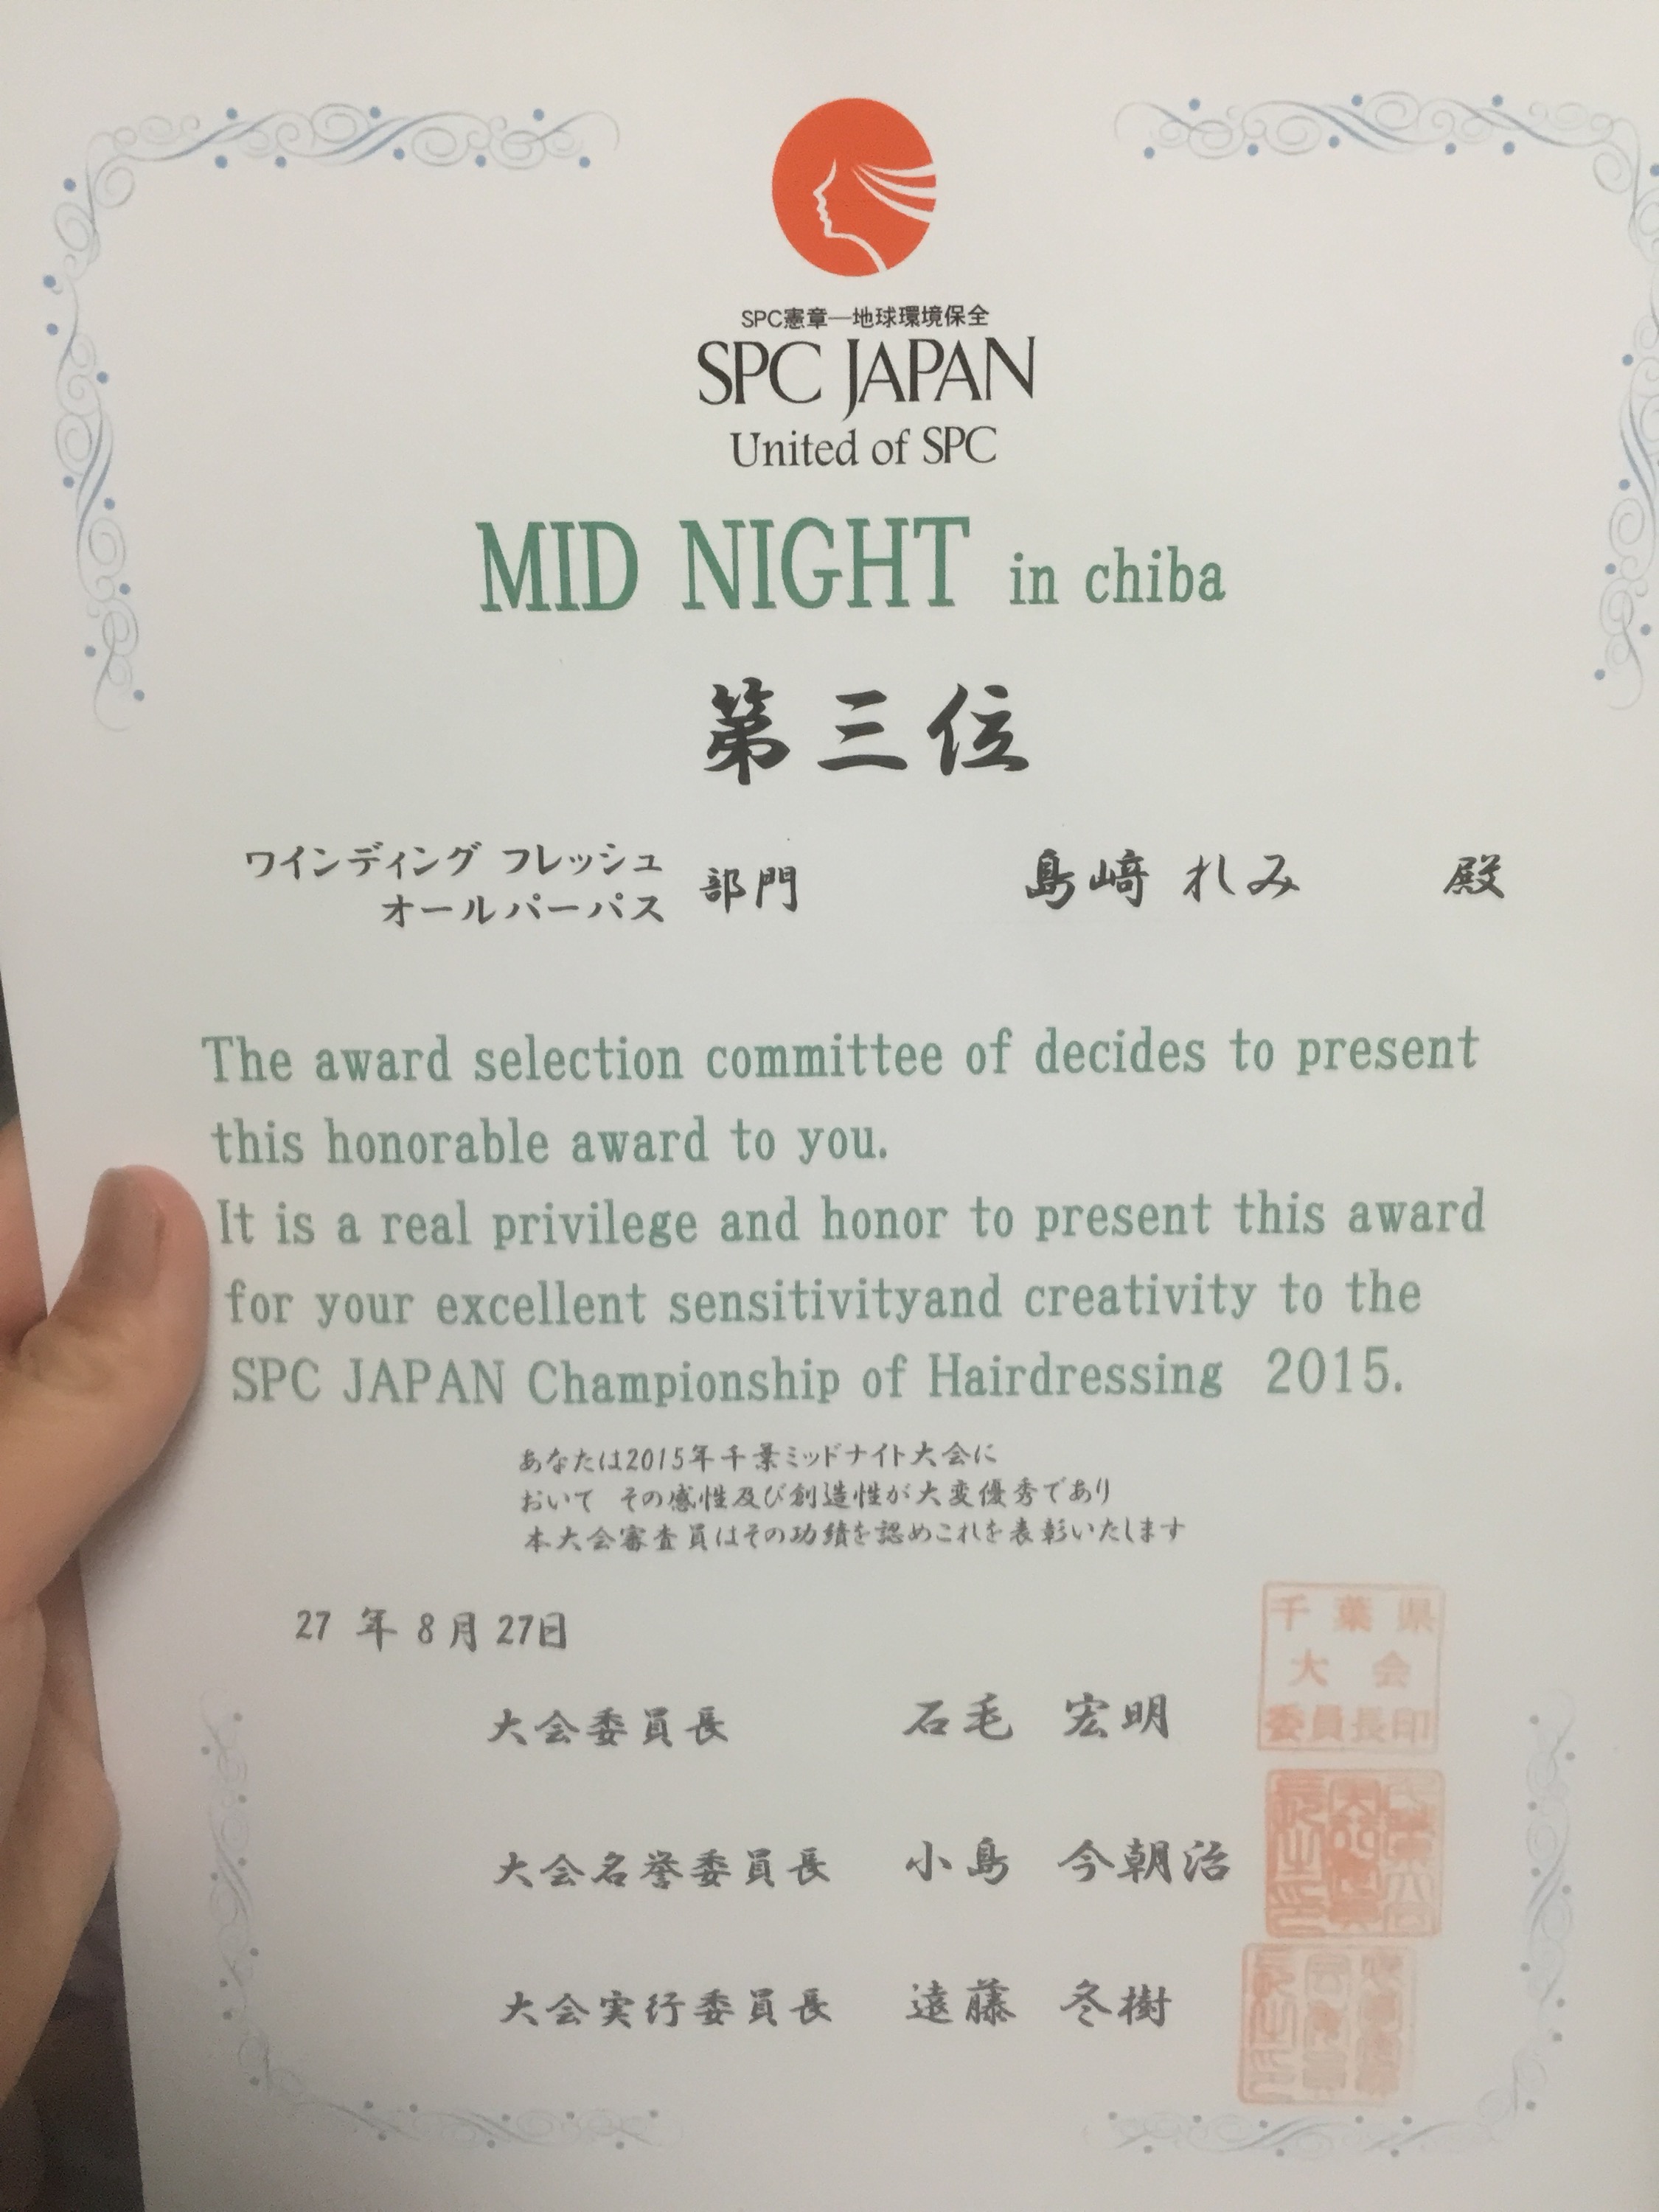 SPC憲章―地球環境保全
SPC JAPAN
United of SPC
MID NIGHT in chiba
第三位
ワインディング フレッシュ
オールパーパス 部門 島﨑 れみ 殿
The award selection committee of decides to present
this honorable award to you.
It is a real privilege and honor to present this award
for your excellent sensitivityand creativity to the
SPC JAPAN Championship of Hairdressing 2015.
あなたは2015年千葉ミッドナイト大会に
おいて その感性及び創造性が大変優秀であり
本大会審査員はその功績を認めこれを表彰いたします
27 年 8月 27日
千葉県
大会
委員長印
大会委員長 石毛 宏明
大会名誉委員長 小島 今朝治
大会実行委員長 遠藤 冬樹